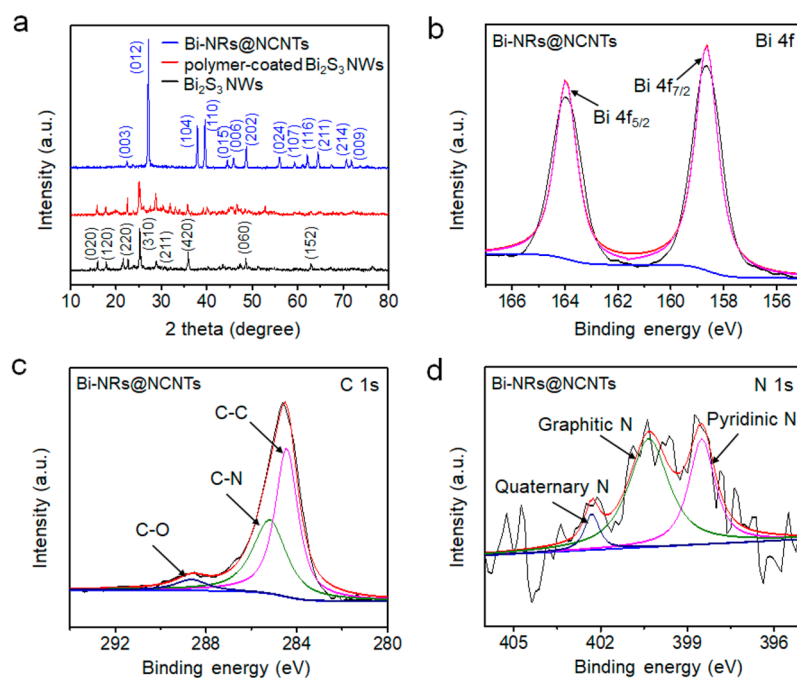 a
Bi-NRs@NCNTs
polymer-coated Bi₂S₃ NWs
Bi₂S₃ NWs
(003)
(012)
(104)
(110)
(015)
(006)
(202)
(024)
(107)
(116)
(211)
(214)
(009)
(020)
(120)
(220)
(310)
(211)
(420)
(060)
(152)
Intensity (a.u.)
10 20 30 40 50 60 70 80
2 theta (degree)
b
Bi-NRs@NCNTs Bi 4f
Bi 4f₇/₂
Bi 4f₅/₂
Intensity (a.u.)
166 164 162 160 158 156
Binding energy (eV)
c
Bi-NRs@NCNTs C 1s
C-C
C-N
C-O
Intensity (a.u.)
292 288 284 280
Binding energy (eV)
d
Bi-NRs@NCNTs N 1s
Graphitic N
Pyridinic N
Quaternary N
Intensity (a.u.)
405 402 399 396
Binding energy (eV)